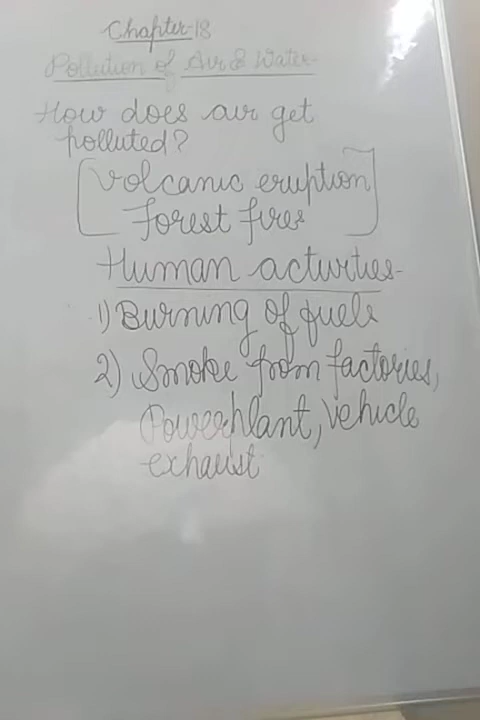 Chapter-18
Pollution of Air & Water-
How does air get
polluted?
Volcanic eruption
Forest fires
Human activities-
1) Burning of fuels
2) Smoke from factories,
Powerplant, Vehicle
exhaust